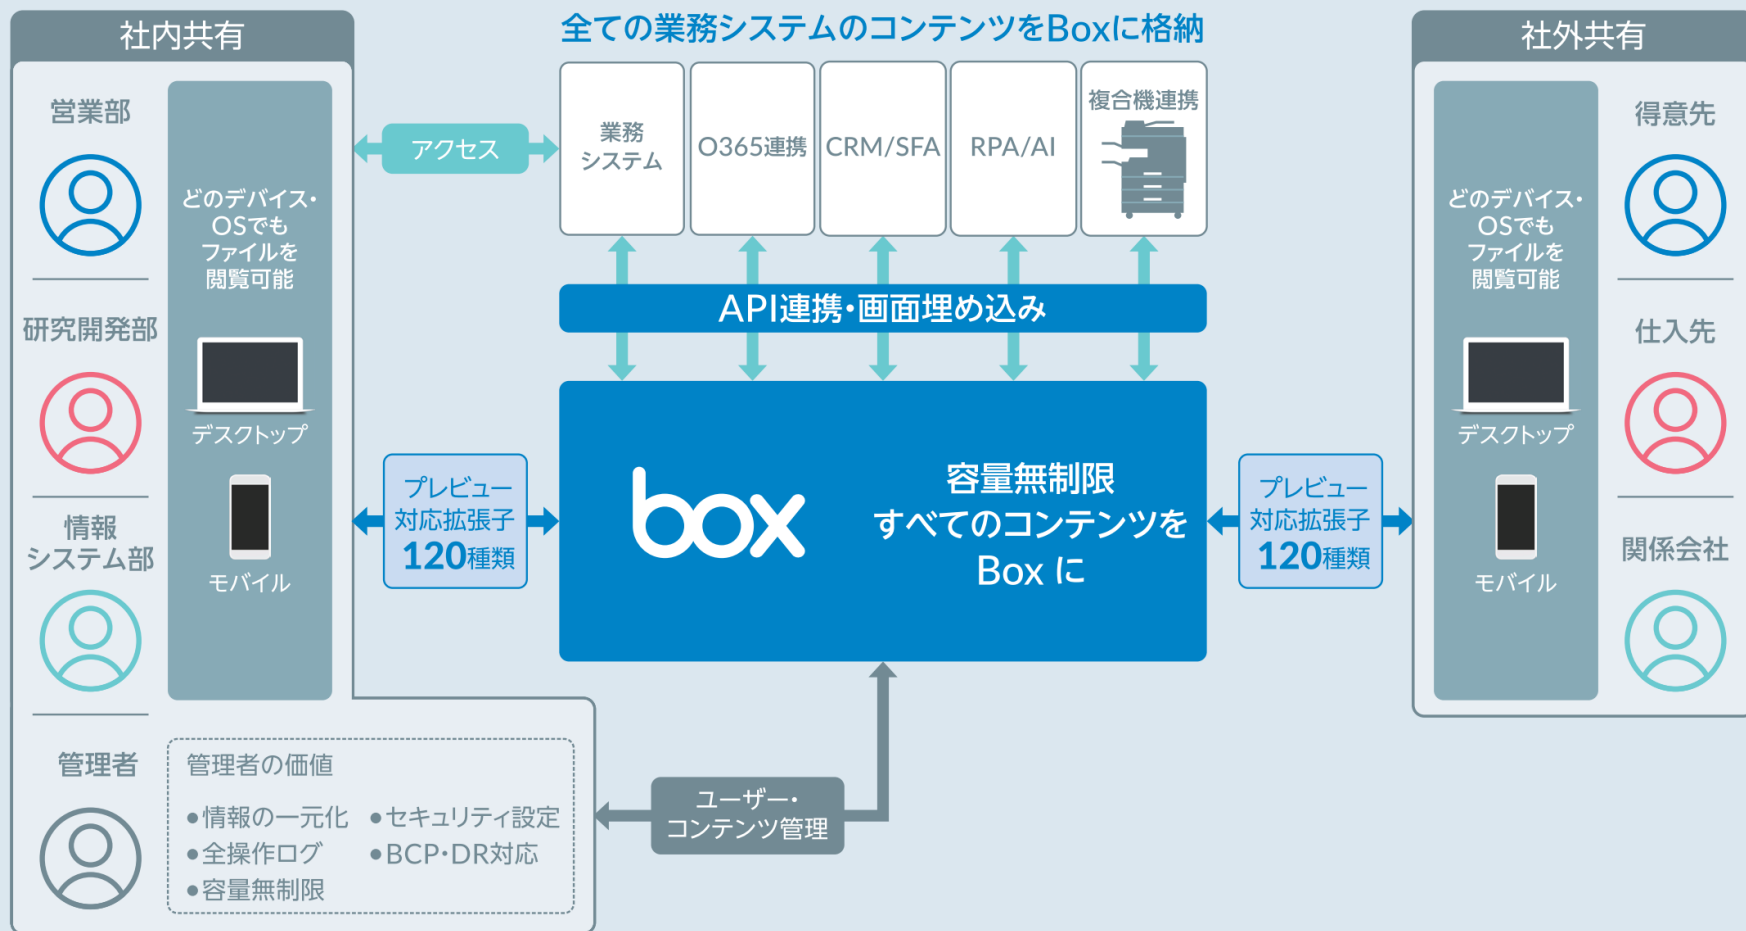 社内共有
営業部
研究開発部
情報
システム部
どのデバイス・
OSでも
ファイルを
閲覧可能
デスクトップ
モバイル
管理者
管理者の価値
●情報の一元化
●全操作ログ
●容量無制限
●セキュリティ設定
●BCP・DR対応
アクセス
プレビュー
対応拡張子
120種類
ユーザー・
コンテンツ管理
全ての業務システムのコンテンツをBoxに格納
業務
システム
O365連携
CRM/SFA
RPA/AI
複合機連携
API連携・画面埋め込み
box
容量無制限
すべてのコンテンツを
Box に
プレビュー
対応拡張子
120種類
社外共有
どのデバイス・
OSでも
ファイルを
閲覧可能
デスクトップ
モバイル
得意先
仕入先
関係会社